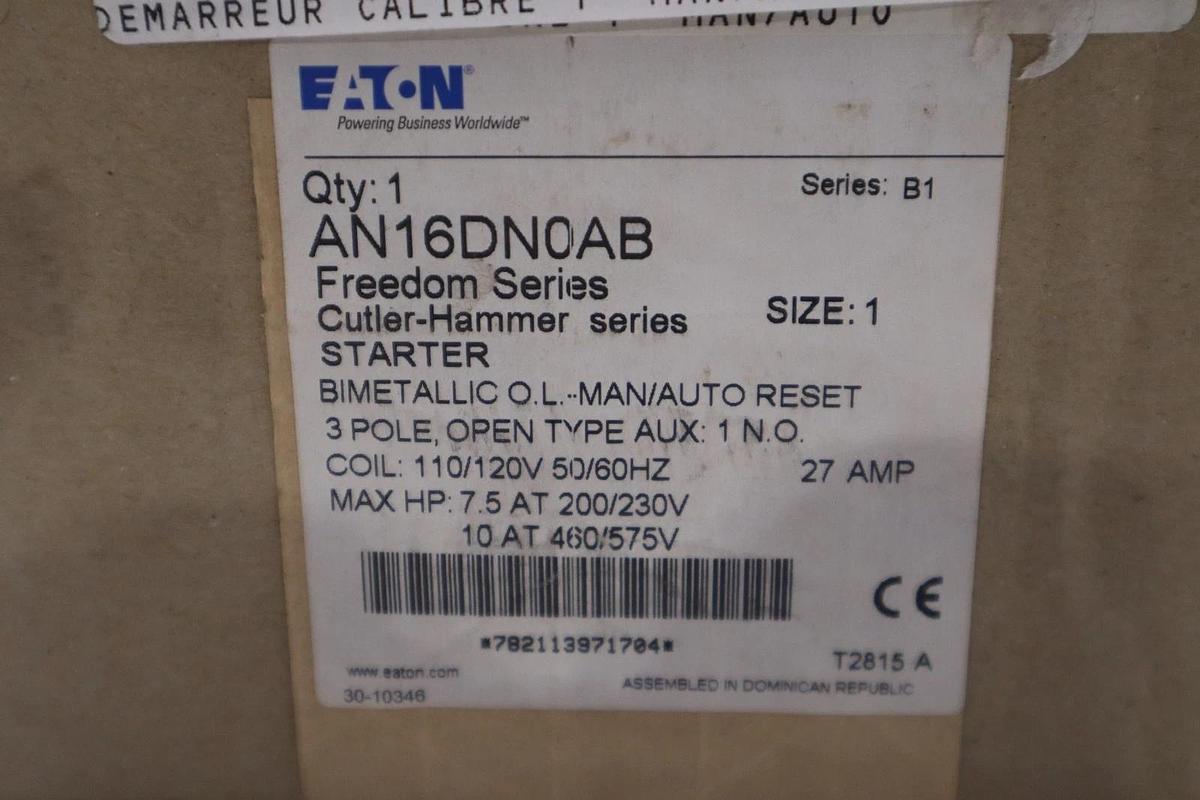 DEMARREUR CALIBRE 1
MAN/AUTO
EATON®
Powering Business Worldwide™
Qty: 1
Series: B1
AN16DN0AB
Freedom Series
Cutler-Hammer series
SIZE: 1
STARTER
BIMETALLIC O.L.-MAN/AUTO RESET
3 POLE, OPEN TYPE AUX: 1 N.O.
COIL: 110/120V 50/60HZ 27 AMP
MAX HP: 7.5 AT 200/230V
10 AT 460/575V
CE
*782113971704*
T2815 A
www.eaton.com
ASSEMBLED IN DOMINICAN REPUBLIC
30-10346